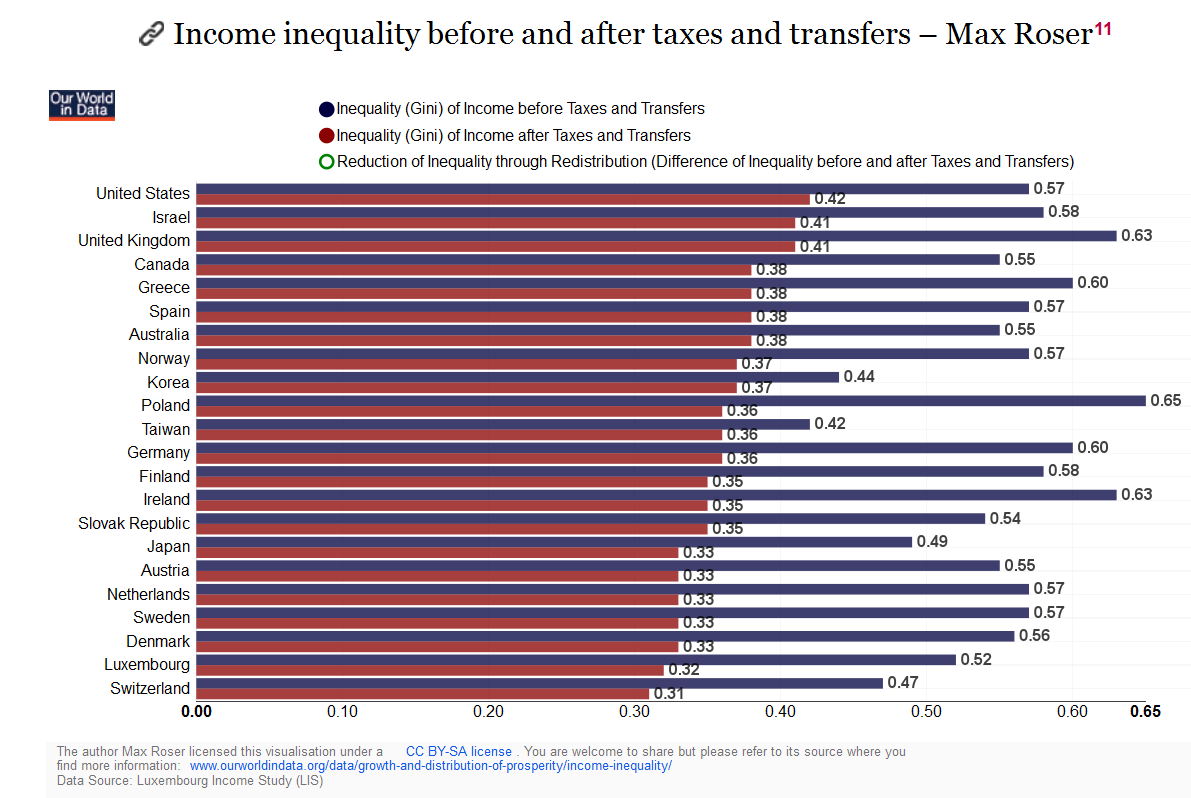 Income inequality before and after taxes and transfers – Max Roser11
Our World
in Data
Inequality (Gini) of Income before Taxes and Transfers
Inequality (Gini) of Income after Taxes and Transfers
Reduction of Inequality through Redistribution (Difference of Inequality before and after Taxes and Transfers)
United States 0.57
0.42
Israel 0.58
0.41
United Kingdom 0.63
0.41
Canada 0.55
0.38
Greece 0.60
0.38
Spain 0.57
0.38
Australia 0.55
0.38
Norway 0.57
0.37
Korea 0.44
0.37
Poland 0.65
0.36
Taiwan 0.42
0.36
Germany 0.60
0.36
Finland 0.58
0.35
Ireland 0.63
0.35
Slovak Republic 0.54
0.35
Japan 0.49
0.33
Austria 0.55
0.33
Netherlands 0.57
0.33
Sweden 0.57
0.33
Denmark 0.56
0.33
Luxembourg 0.52
0.32
Switzerland 0.47
0.31
0.00 0.10 0.20 0.30 0.40 0.50 0.60 0.65
The author Max Roser licensed this visualisation under a CC BY-SA license . You are welcome to share but please refer to its source where you
find more information: www.ourworldindata.org/data/growth-and-distribution-of-prosperity/income-inequality/
Data Source: Luxembourg Income Study (LIS)